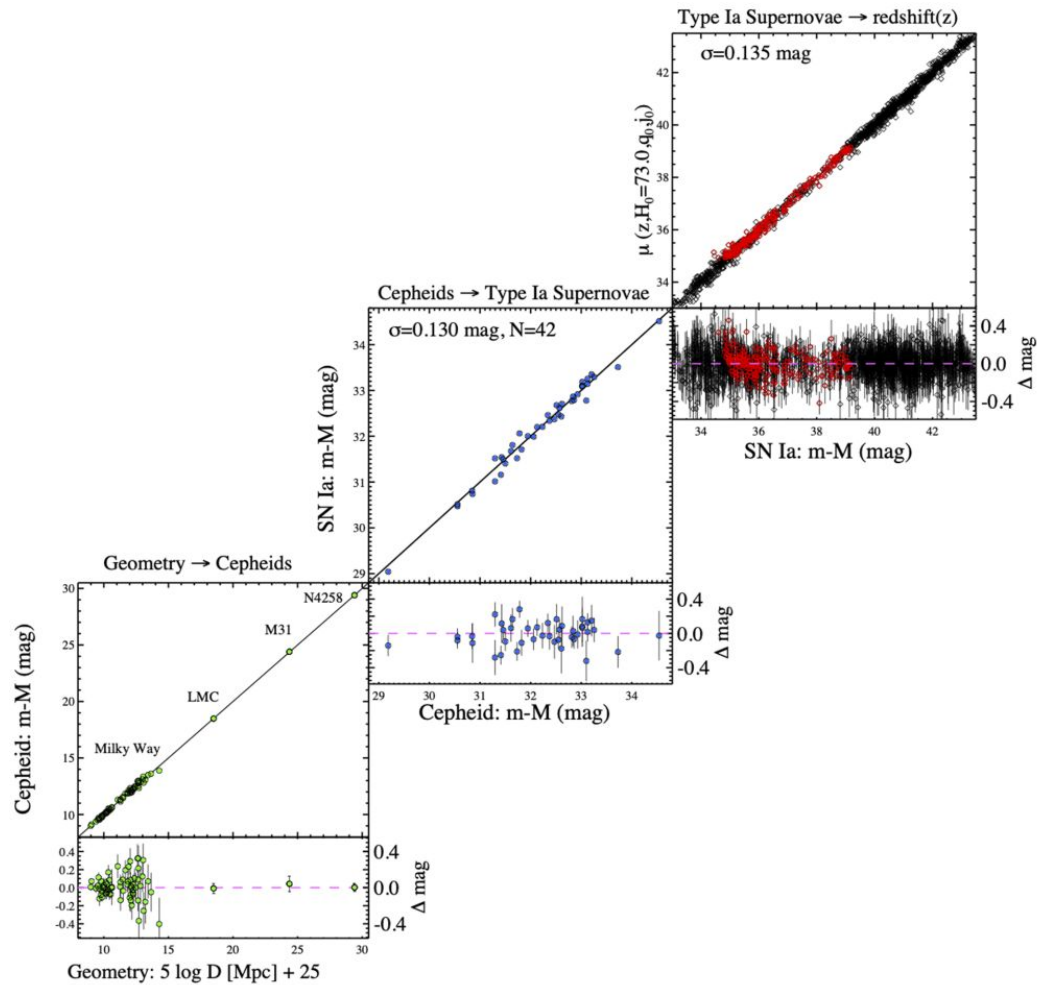 Type Ia Supernovae → redshift(z)
σ=0.135 mag
μ (z,H₀=73.0,q₀,j₀)
42
40
38
36
34
0.4
0.0
-0.4
Δ mag
34 36 38 40 42
SN Ia: m-M (mag)
Cepheids → Type Ia Supernovae
σ=0.130 mag, N=42
SN Ia: m-M (mag)
34
33
32
31
30
29
0.4
0.0
-0.4
Δ mag
29 30 31 32 33 34
Cepheid: m-M (mag)
Geometry → Cepheids
N4258
M31
LMC
Milky Way
Cepheid: m-M (mag)
30
25
20
15
10
0.4
0.2
0.0
-0.2
-0.4
0.4
0.0
-0.4
Δ mag
10 15 20 25 30
Geometry: 5 log D [Mpc] + 25